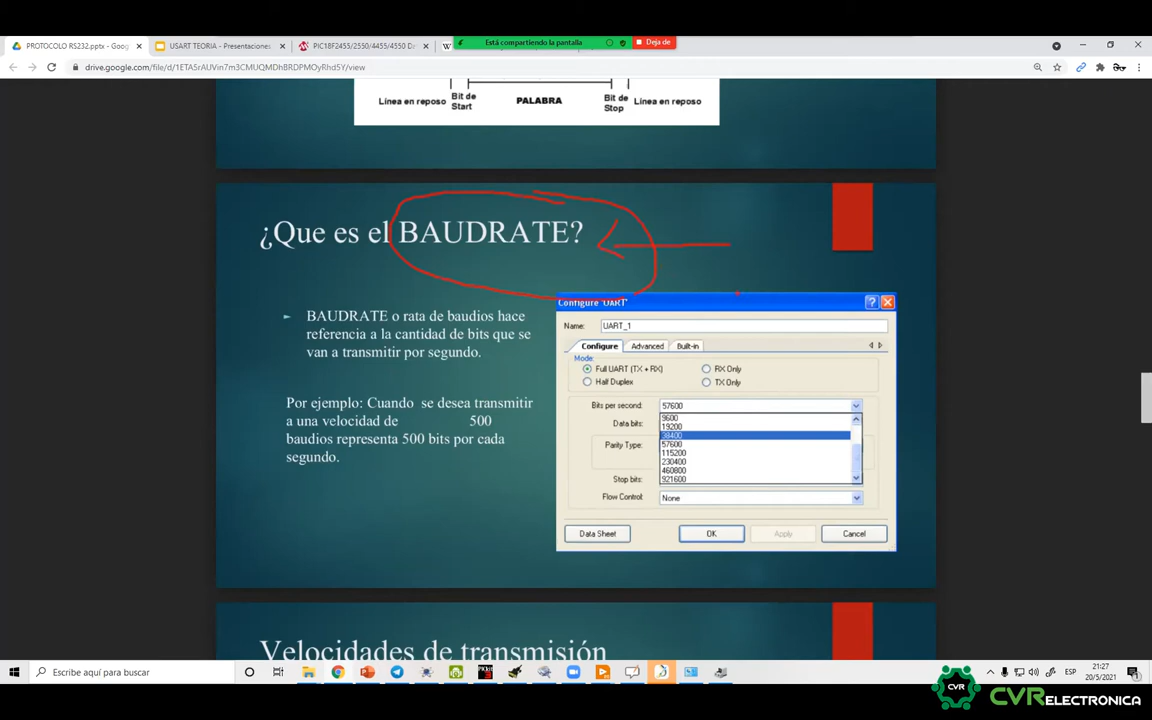 Está compartiendo la pantalla
Deja de
PROTOCOLO RS232.pptx - Goog
USART TEORIA - Presentaciones
PIC18F2455/2550/4455/4550 Da
W
drive.google.com/file/d/1ETA5rAUVin7m3CMUQMDhBRDPMOyRhd5Y/view
Línea en reposo
Bit de
Start
PALABRA
Bit de
Stop
Línea en reposo
¿Que es el BAUDRATE?
BAUDRATE o rata de baudios hace
referencia a la cantidad de bits que se
van a transmitir por segundo.
Por ejemplo: Cuando se desea transmitir
a una velocidad de 500
baudios representa 500 bits por cada
segundo.
Configure 'UART'
Name: UART_1
Configure Advanced Built-in
Mode:
Full UART (TX + RX) RX Only
Half Duplex TX Only
Bits per second: 57600
9600
Data bits: 19200
38400
Parity Type: 57600
115200
230400
460800
Stop bits: 921600
Flow Control: None
Data Sheet OK Apply Cancel
Velocidades de transmisión
Escribe aquí para buscar
ESP
21:27
20/5/2021
CVR
CVRELECTRONICA